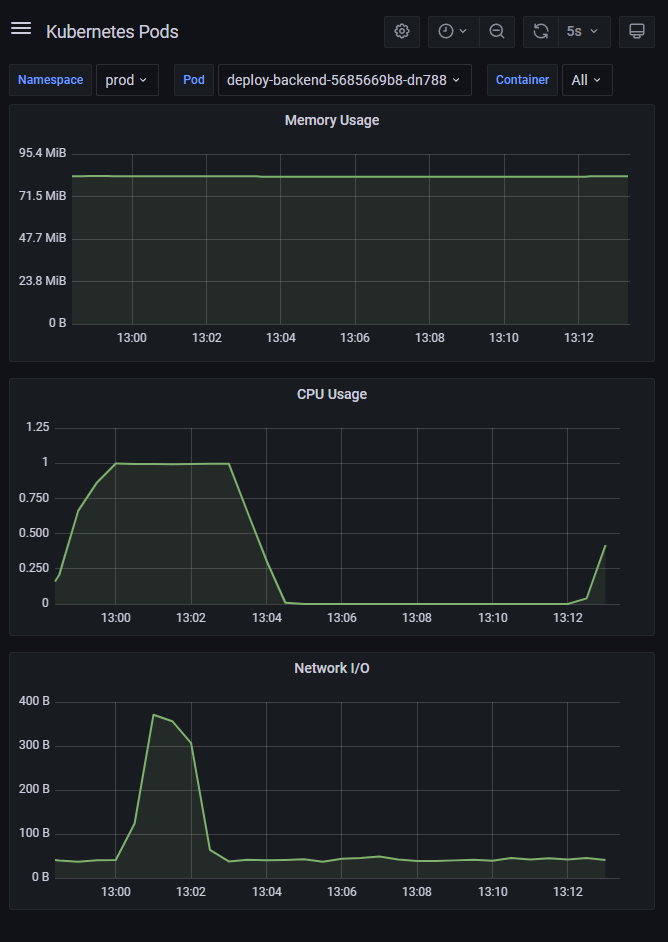 Kubernetes Pods
5s
Namespace prod Pod deploy-backend-5685669b8-dn788 Container All
Memory Usage
95.4 MiB
71.5 MiB
47.7 MiB
23.8 MiB
0 B
13:00 13:02 13:04 13:06 13:08 13:10 13:12
CPU Usage
1.25
1
0.750
0.500
0.250
0
13:00 13:02 13:04 13:06 13:08 13:10 13:12
Network I/O
400 B
300 B
200 B
100 B
0 B
13:00 13:02 13:04 13:06 13:08 13:10 13:12